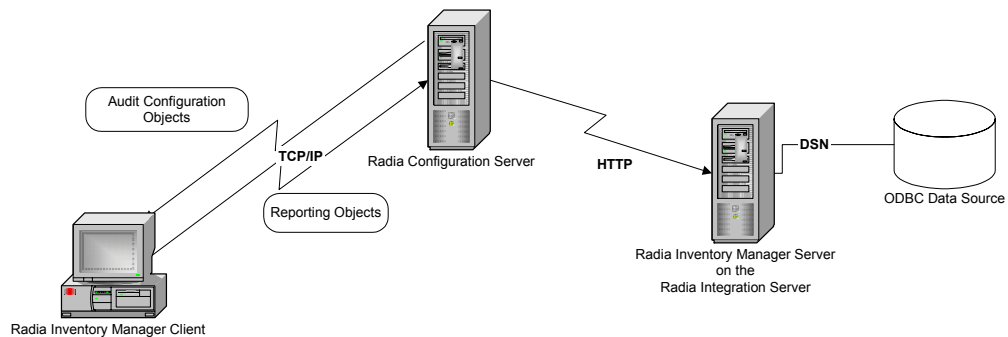 Audit Configuration
Objects
TCP/IP
Radia Configuration Server
HTTP
DSN
ODBC Data Source
Reporting Objects
Radia Inventory Manager Server
on the
Radia Integration Server
Radia Inventory Manager Client